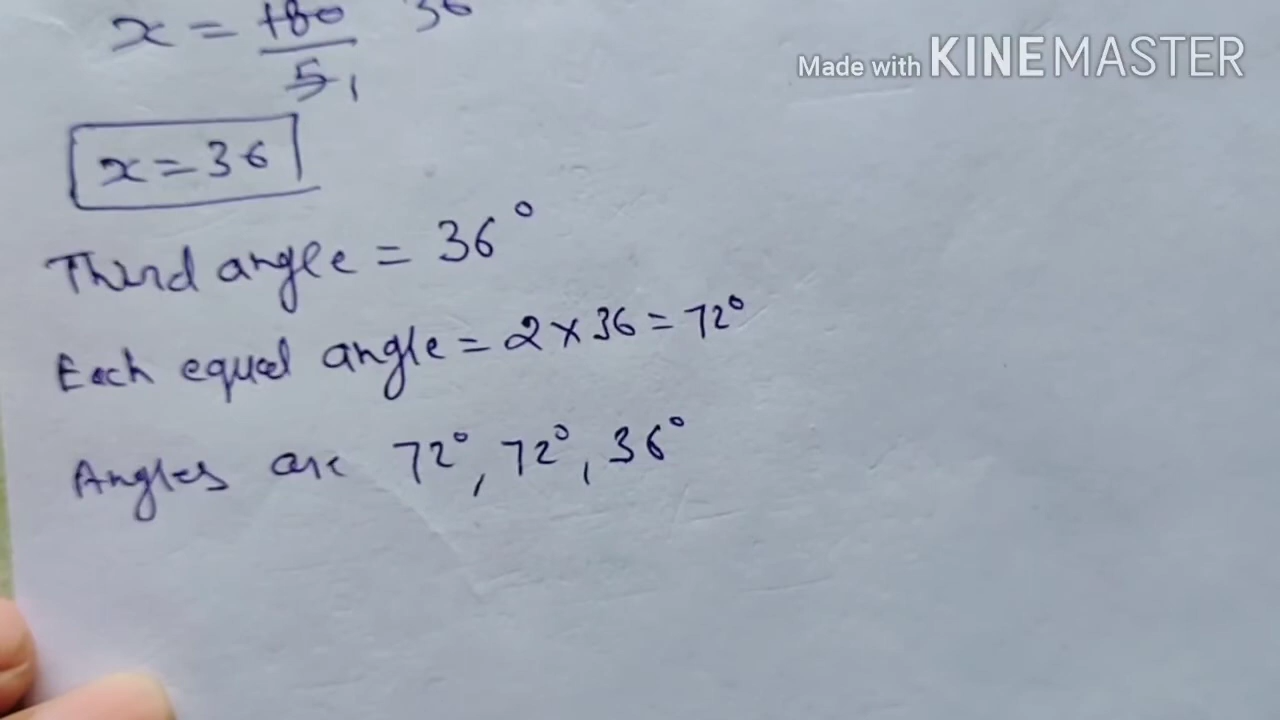 x = 180/5 36
1
Made with KINEMASTER
x = 36
Third angle = 36°
Each equal angle = 2 x 36 = 72°
Angles are 72°, 72°, 36°